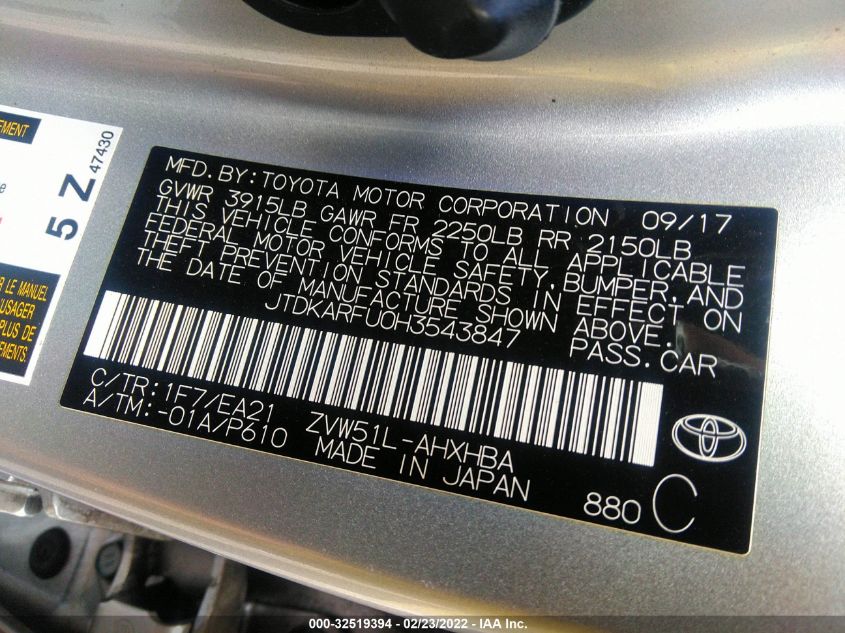 EMENT
5 Z
47430
R LE MANUEL
USAGER
PLUS DE
EMENTS.
MFD. BY: TOYOTA MOTOR CORPORATION 09/17
GVWR 3915LB GAWR FR 2250LB RR 2150LB
THIS VEHICLE CONFORMS TO ALL APPLICABLE
FEDERAL MOTOR VEHICLE SAFETY, BUMPER, AND
THEFT PREVENTION STANDARDS IN EFFECT ON
THE DATE OF MANUFACTURE SHOWN ABOVE.
JTDKARFU0H3543847 PASS. CAR
C/TR: 1F7/EA21 ZVW51L-AHXHBA
A/TM: -01A/P610 MADE IN JAPAN
880 C
000-32519394 - 02/23/2022 - IAA Inc.